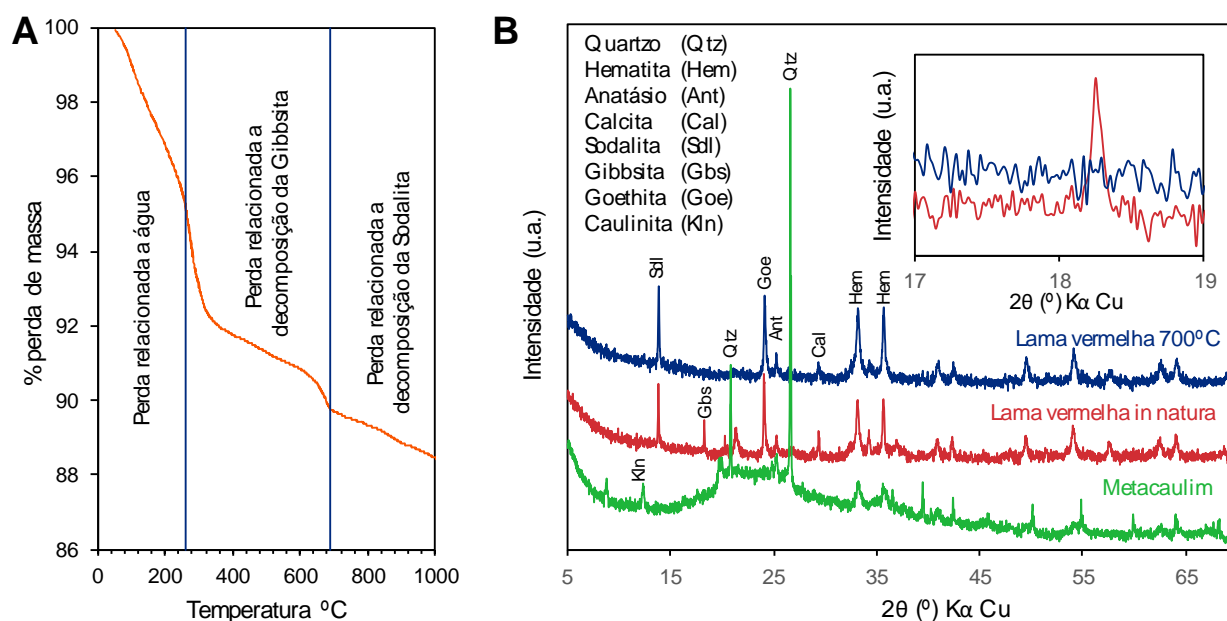 A
% perda de massa
100
98
96
94
92
90
88
86
Perda relacionada a água
Perda relacionada a
decomposição da Gibbsita
Perda relacionada a
decomposição da Sodalita
0
200
400
600
800
1000
Temperatura ºC
B
Intensidade (u.a.)
Quartzo (Qtz)
Hematita (Hem)
Anatásio (Ant)
Calcita (Cal)
Sodalita (Sdl)
Gibbsita (Gbs)
Goethita (Goe)
Caulinita (Kln)
Qtz
Intensidade (u.a.)
17
18
19
2θ (º) Kα Cu
Sdl
Goe
Qtz
Ant
Cal
Hem
Hem
Lama vermelha 700ºC
Gbs
Lama vermelha in natura
Kln
Metacaulim
5
15
25
35
45
55
65
2θ (º) Kα Cu